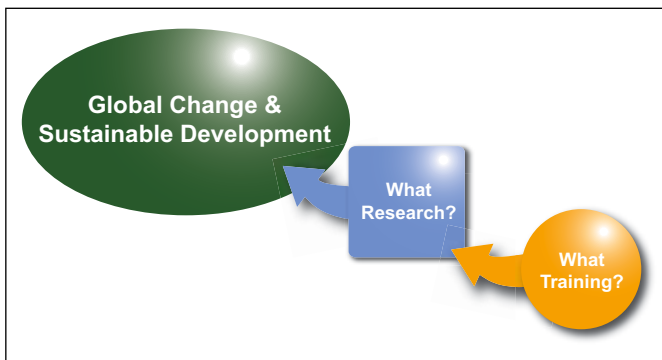 Global Change &
Sustainable Development
What
Research?
What
Training?